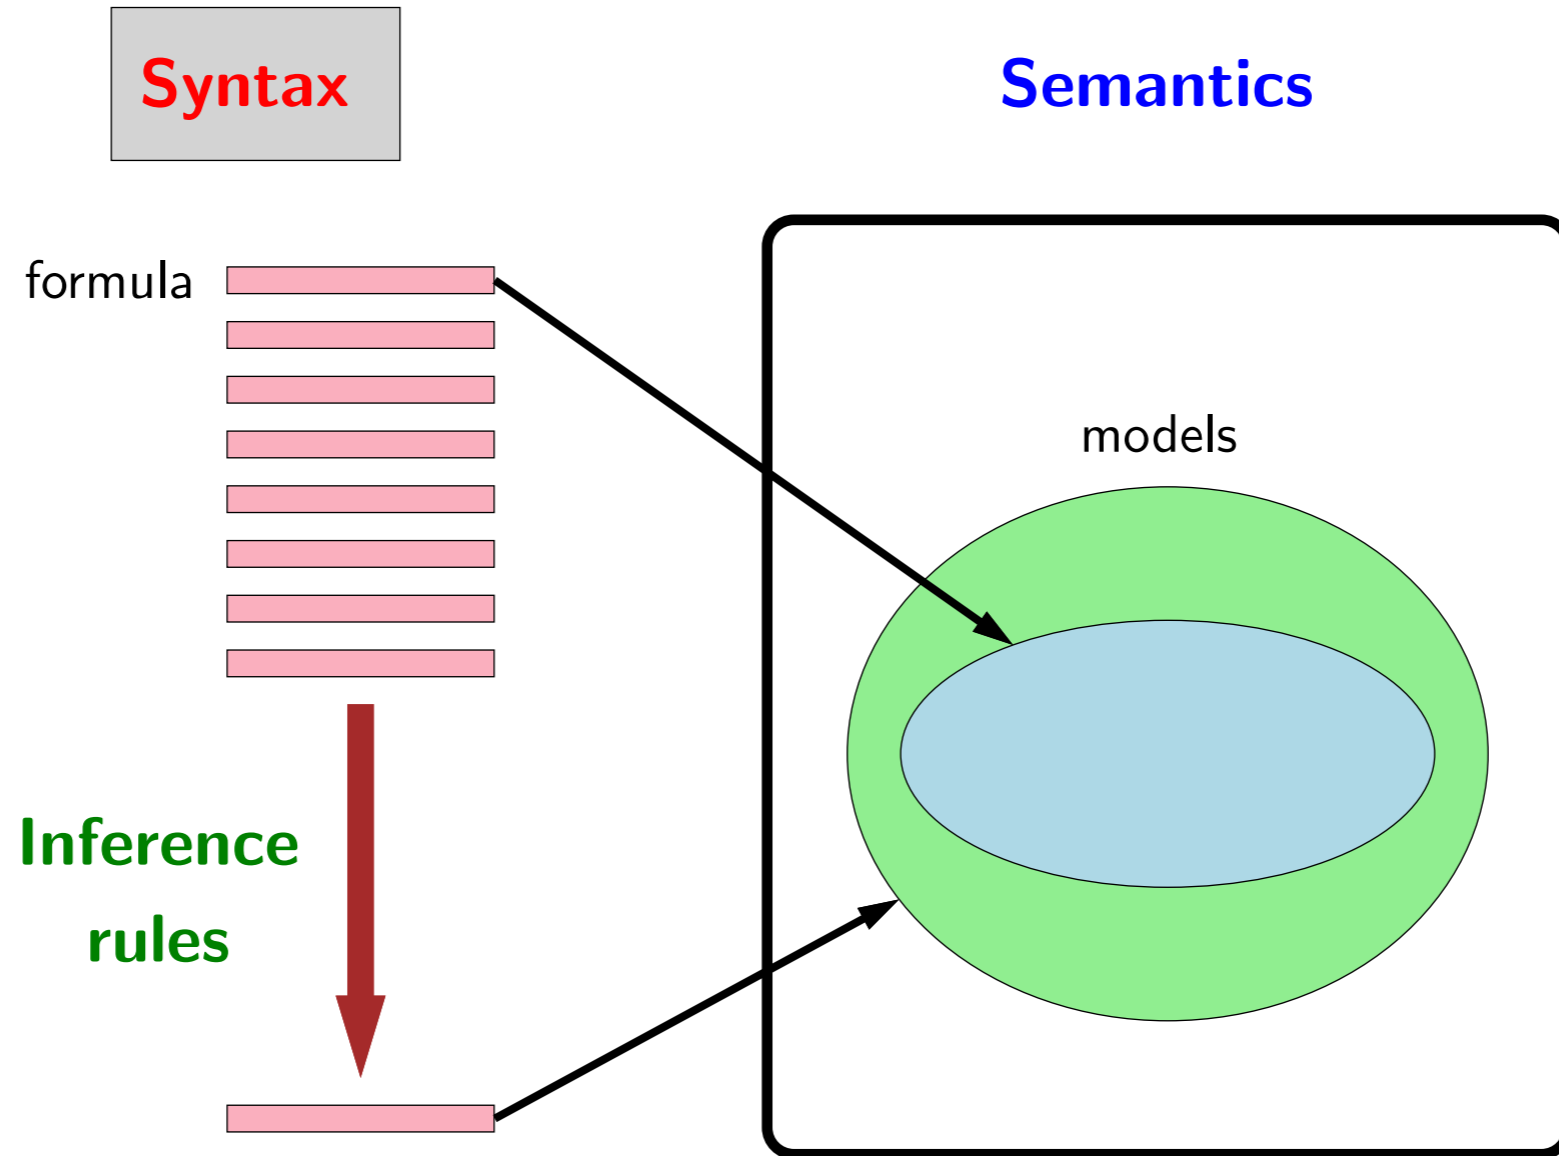 Syntax
Semantics
formula
models
Inference
rules